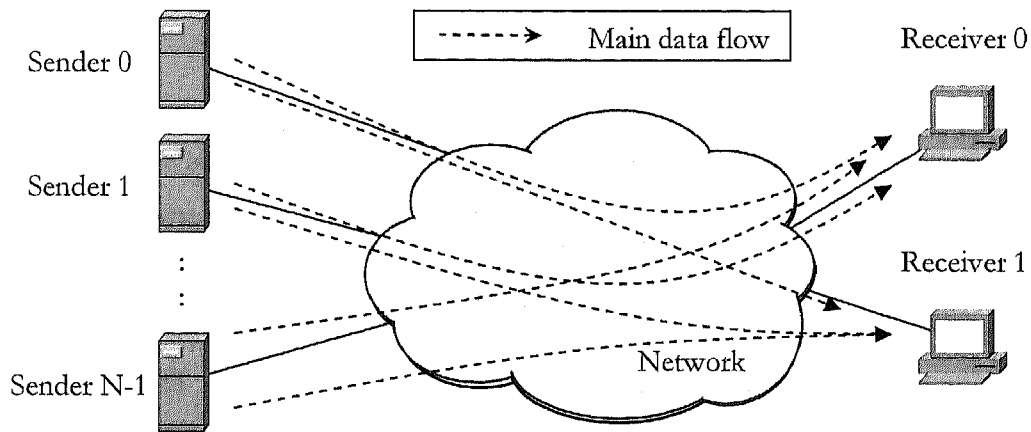 Sender 0
Main data flow
Receiver 0
Sender 1
Receiver 1
Network
Sender N-1